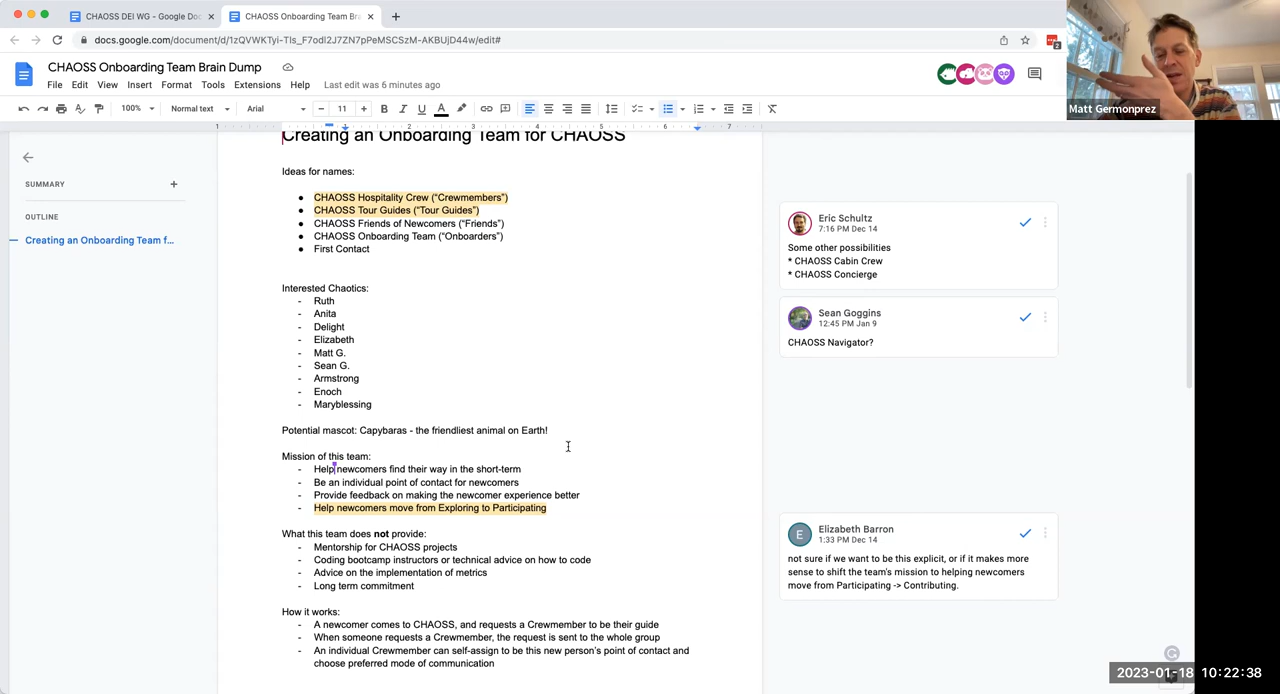 CHAOSS DEI WG - Google Doc
CHAOSS Onboarding Team Bra
docs.google.com/document/d/1zQVWKTyi-Tls_F7odl2J7ZN7pPeMSCSzM-AKBUjD44w/edit#
2
CHAOSS Onboarding Team Brain Dump
File Edit View Insert Format Tools Extensions Help Last edit was 6 minutes ago
100% Normal text Arial 11
1 1 2 3 4 5 6 7
Creating an Onboarding Team for CHAOSS
SUMMARY
OUTLINE
Creating an Onboarding Team f...
Ideas for names:
● CHAOSS Hospitality Crew (“Crewmembers”)
● CHAOSS Tour Guides (“Tour Guides”)
● CHAOSS Friends of Newcomers (“Friends”)
● CHAOSS Onboarding Team (“Onboarders”)
● First Contact
Interested Chaotics:
- Ruth
- Anita
- Delight
- Elizabeth
- Matt G.
- Sean G.
- Armstrong
- Enoch
- Maryblessing
Potential mascot: Capybaras - the friendliest animal on Earth!
Mission of this team:
- Help newcomers find their way in the short-term
- Be an individual point of contact for newcomers
- Provide feedback on making the newcomer experience better
- Help newcomers move from Exploring to Participating
What this team does not provide:
- Mentorship for CHAOSS projects
- Coding bootcamp instructors or technical advice on how to code
- Advice on the implementation of metrics
- Long term commitment
How it works:
- A newcomer comes to CHAOSS, and requests a Crewmember to be their guide
- When someone requests a Crewmember, the request is sent to the whole group
- An individual Crewmember can self-assign to be this new person’s point of contact and
choose preferred mode of communication
Eric Schultz
7:16 PM Dec 14
Some other possibilities
* CHAOSS Cabin Crew
* CHAOSS Concierge
Sean Goggins
12:45 PM Jan 9
CHAOSS Navigator?
E
Elizabeth Barron
1:33 PM Dec 14
not sure if we want to be this explicit, or if it makes more
sense to shift the team's mission to helping newcomers
move from Participating -> Contributing.
Matt Germonprez
2023-01-18 10:22:38